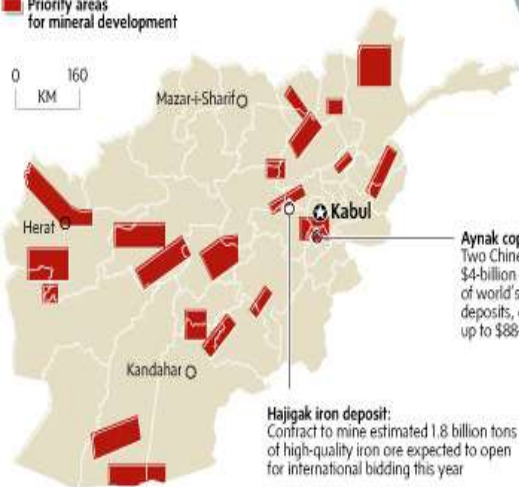 Priority areas
for mineral development
0 160
KM
Mazar-i-Sharif
Kabul
Herat
Aynak
Two Chine
$4-billion
of world's
deposits,
up to $88
Kandahar
Hajigak iron deposit:
Contract to mine estimated 1.8 billion tons
of high-quality iron ore expected to open
for international bidding this year